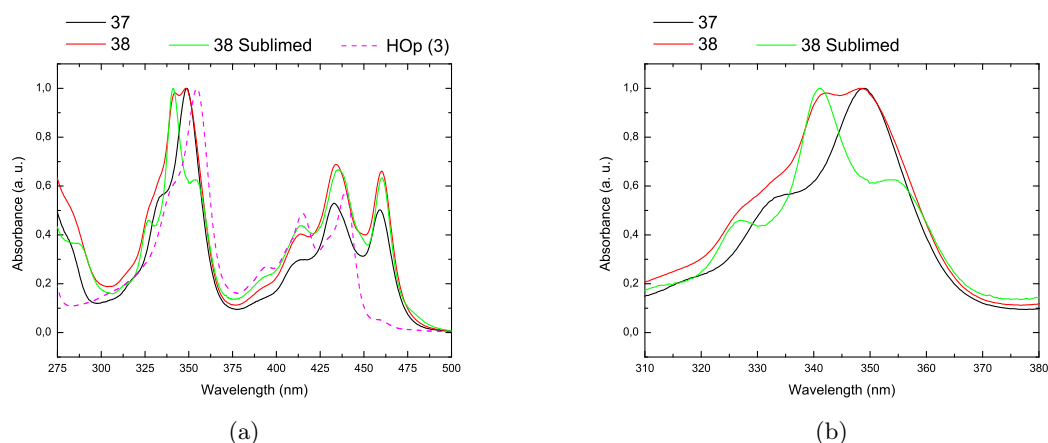 37
38
38 Sublimed
HOp (3)
1,0
0,8
0,6
0,4
0,2
0,0
Absorbance (a. u.)
275 300 325 350 375 400 425 450 475 500
Wavelength (nm)
(a)
37
38
38 Sublimed
1,0
0,8
0,6
0,4
0,2
0,0
Absorbance (a. u.)
310 320 330 340 350 360 370 380
Wavelength (nm)
(b)